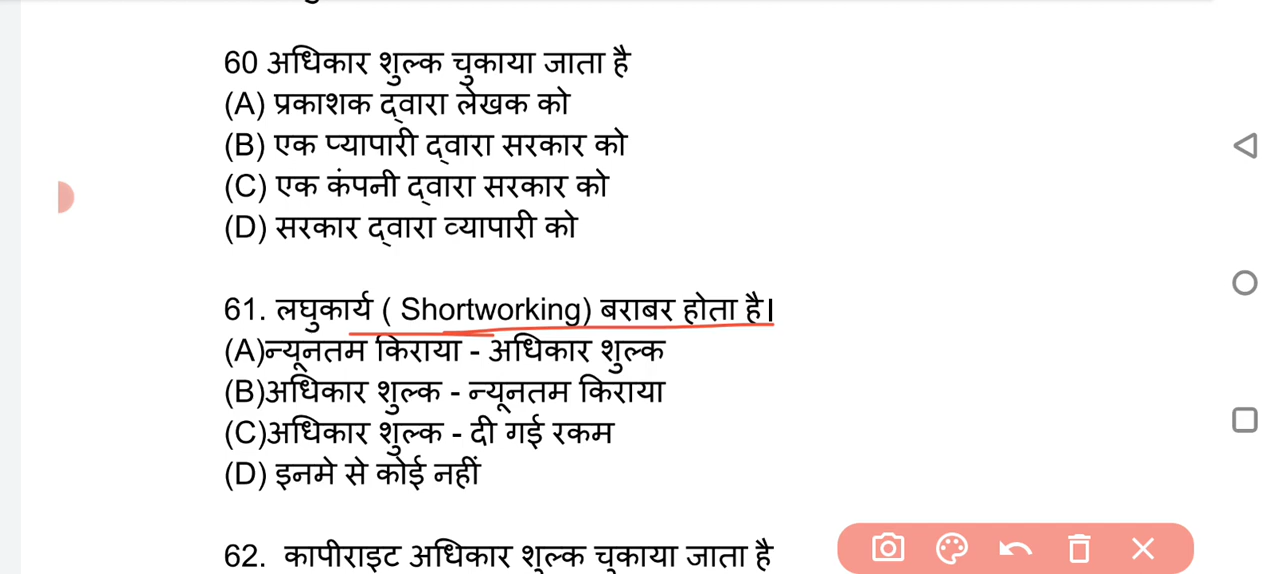 60 अधिकार शुल्क चुकाया जाता है
(A) प्रकाशक द्वारा लेखक को
(B) एक प्यापारी द्वारा सरकार को
(C) एक कंपनी द्वारा सरकार को
(D) सरकार द्वारा व्यापारी को
61. लघुकार्य ( Shortworking) बराबर होता है।
(A)न्यूनतम किराया - अधिकार शुल्क
(B)अधिकार शुल्क - न्यूनतम किराया
(C)अधिकार शुल्क - दी गई रकम
(D) इनमे से कोई नहीं
62. कापीराइट अधिकार शुल्क चुकाया जाता है